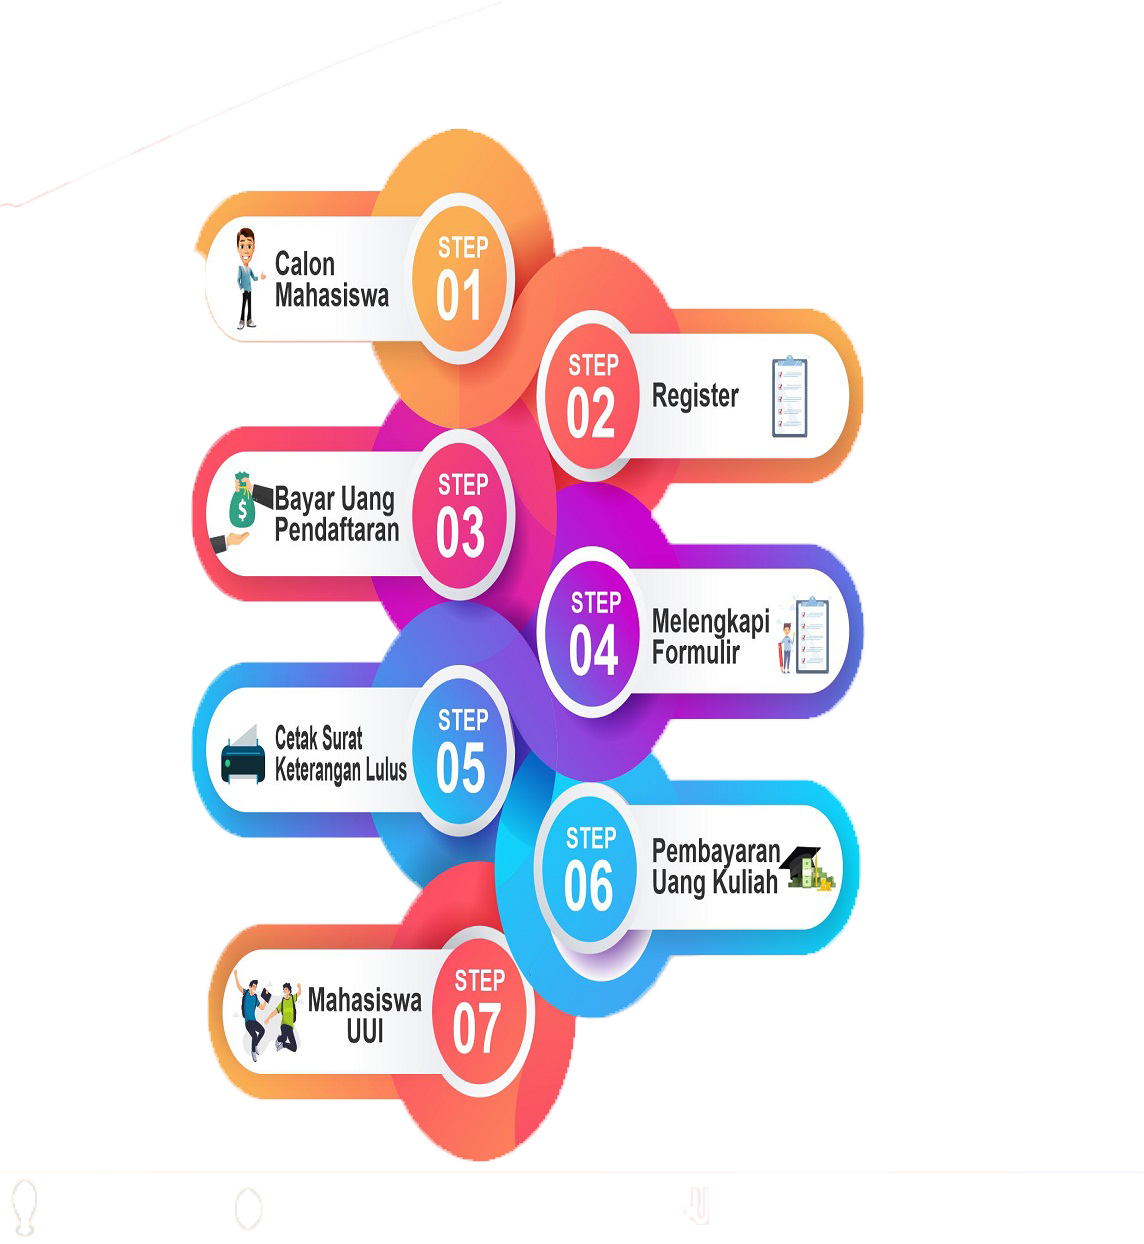 Calon
Mahasiswa
STEP
01
STEP
02
Register
Bayar Uang
Pendaftaran
STEP
03
STEP
04
Melengkapi
Formulir
Cetak Surat
Keterangan Lulus
STEP
05
STEP
06
Pembayaran
Uang Kuliah
Mahasiswa
UUI
STEP
07